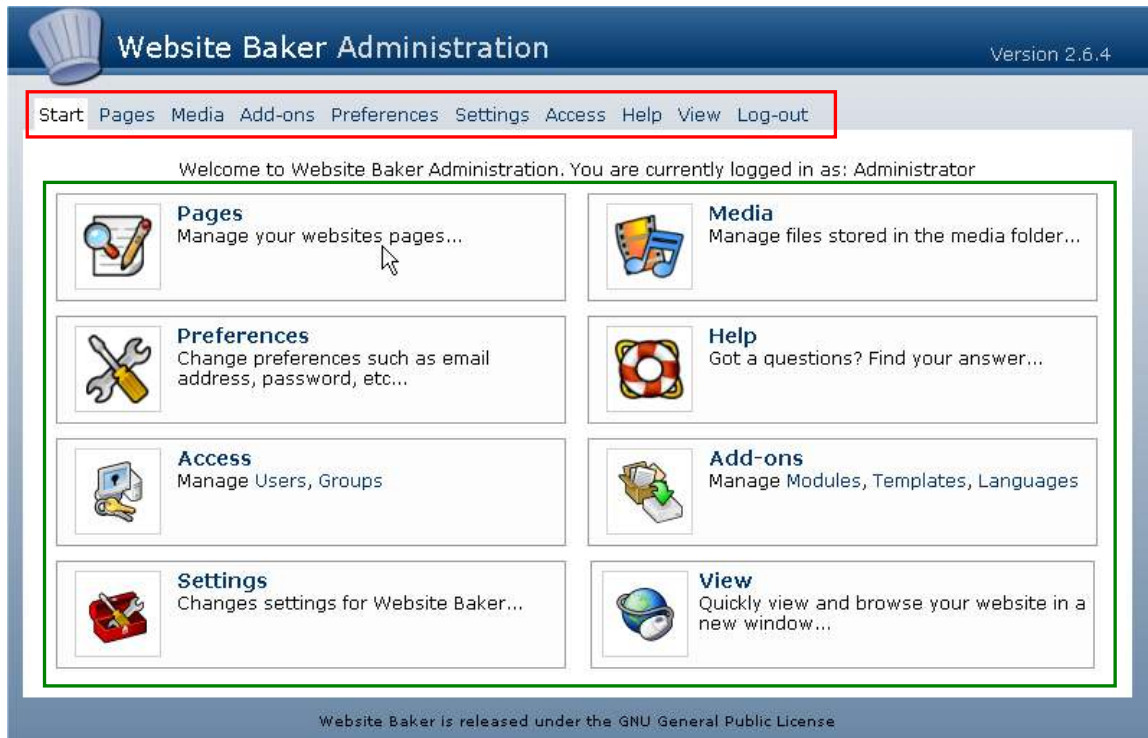 Website Baker Administration
Version 2.6.4
Start Pages Media Add-ons Preferences Settings Access Help View Log-out
Welcome to Website Baker Administration. You are currently logged in as: Administrator
Pages
Manage your websites pages...
Media
Manage files stored in the media folder...
Preferences
Change preferences such as email
address, password, etc...
Help
Got a questions? Find your answer...
Access
Manage Users, Groups
Add-ons
Manage Modules, Templates, Languages
Settings
Changes settings for Website Baker...
View
Quickly view and browse your website in a
new window...
Website Baker is released under the GNU General Public License